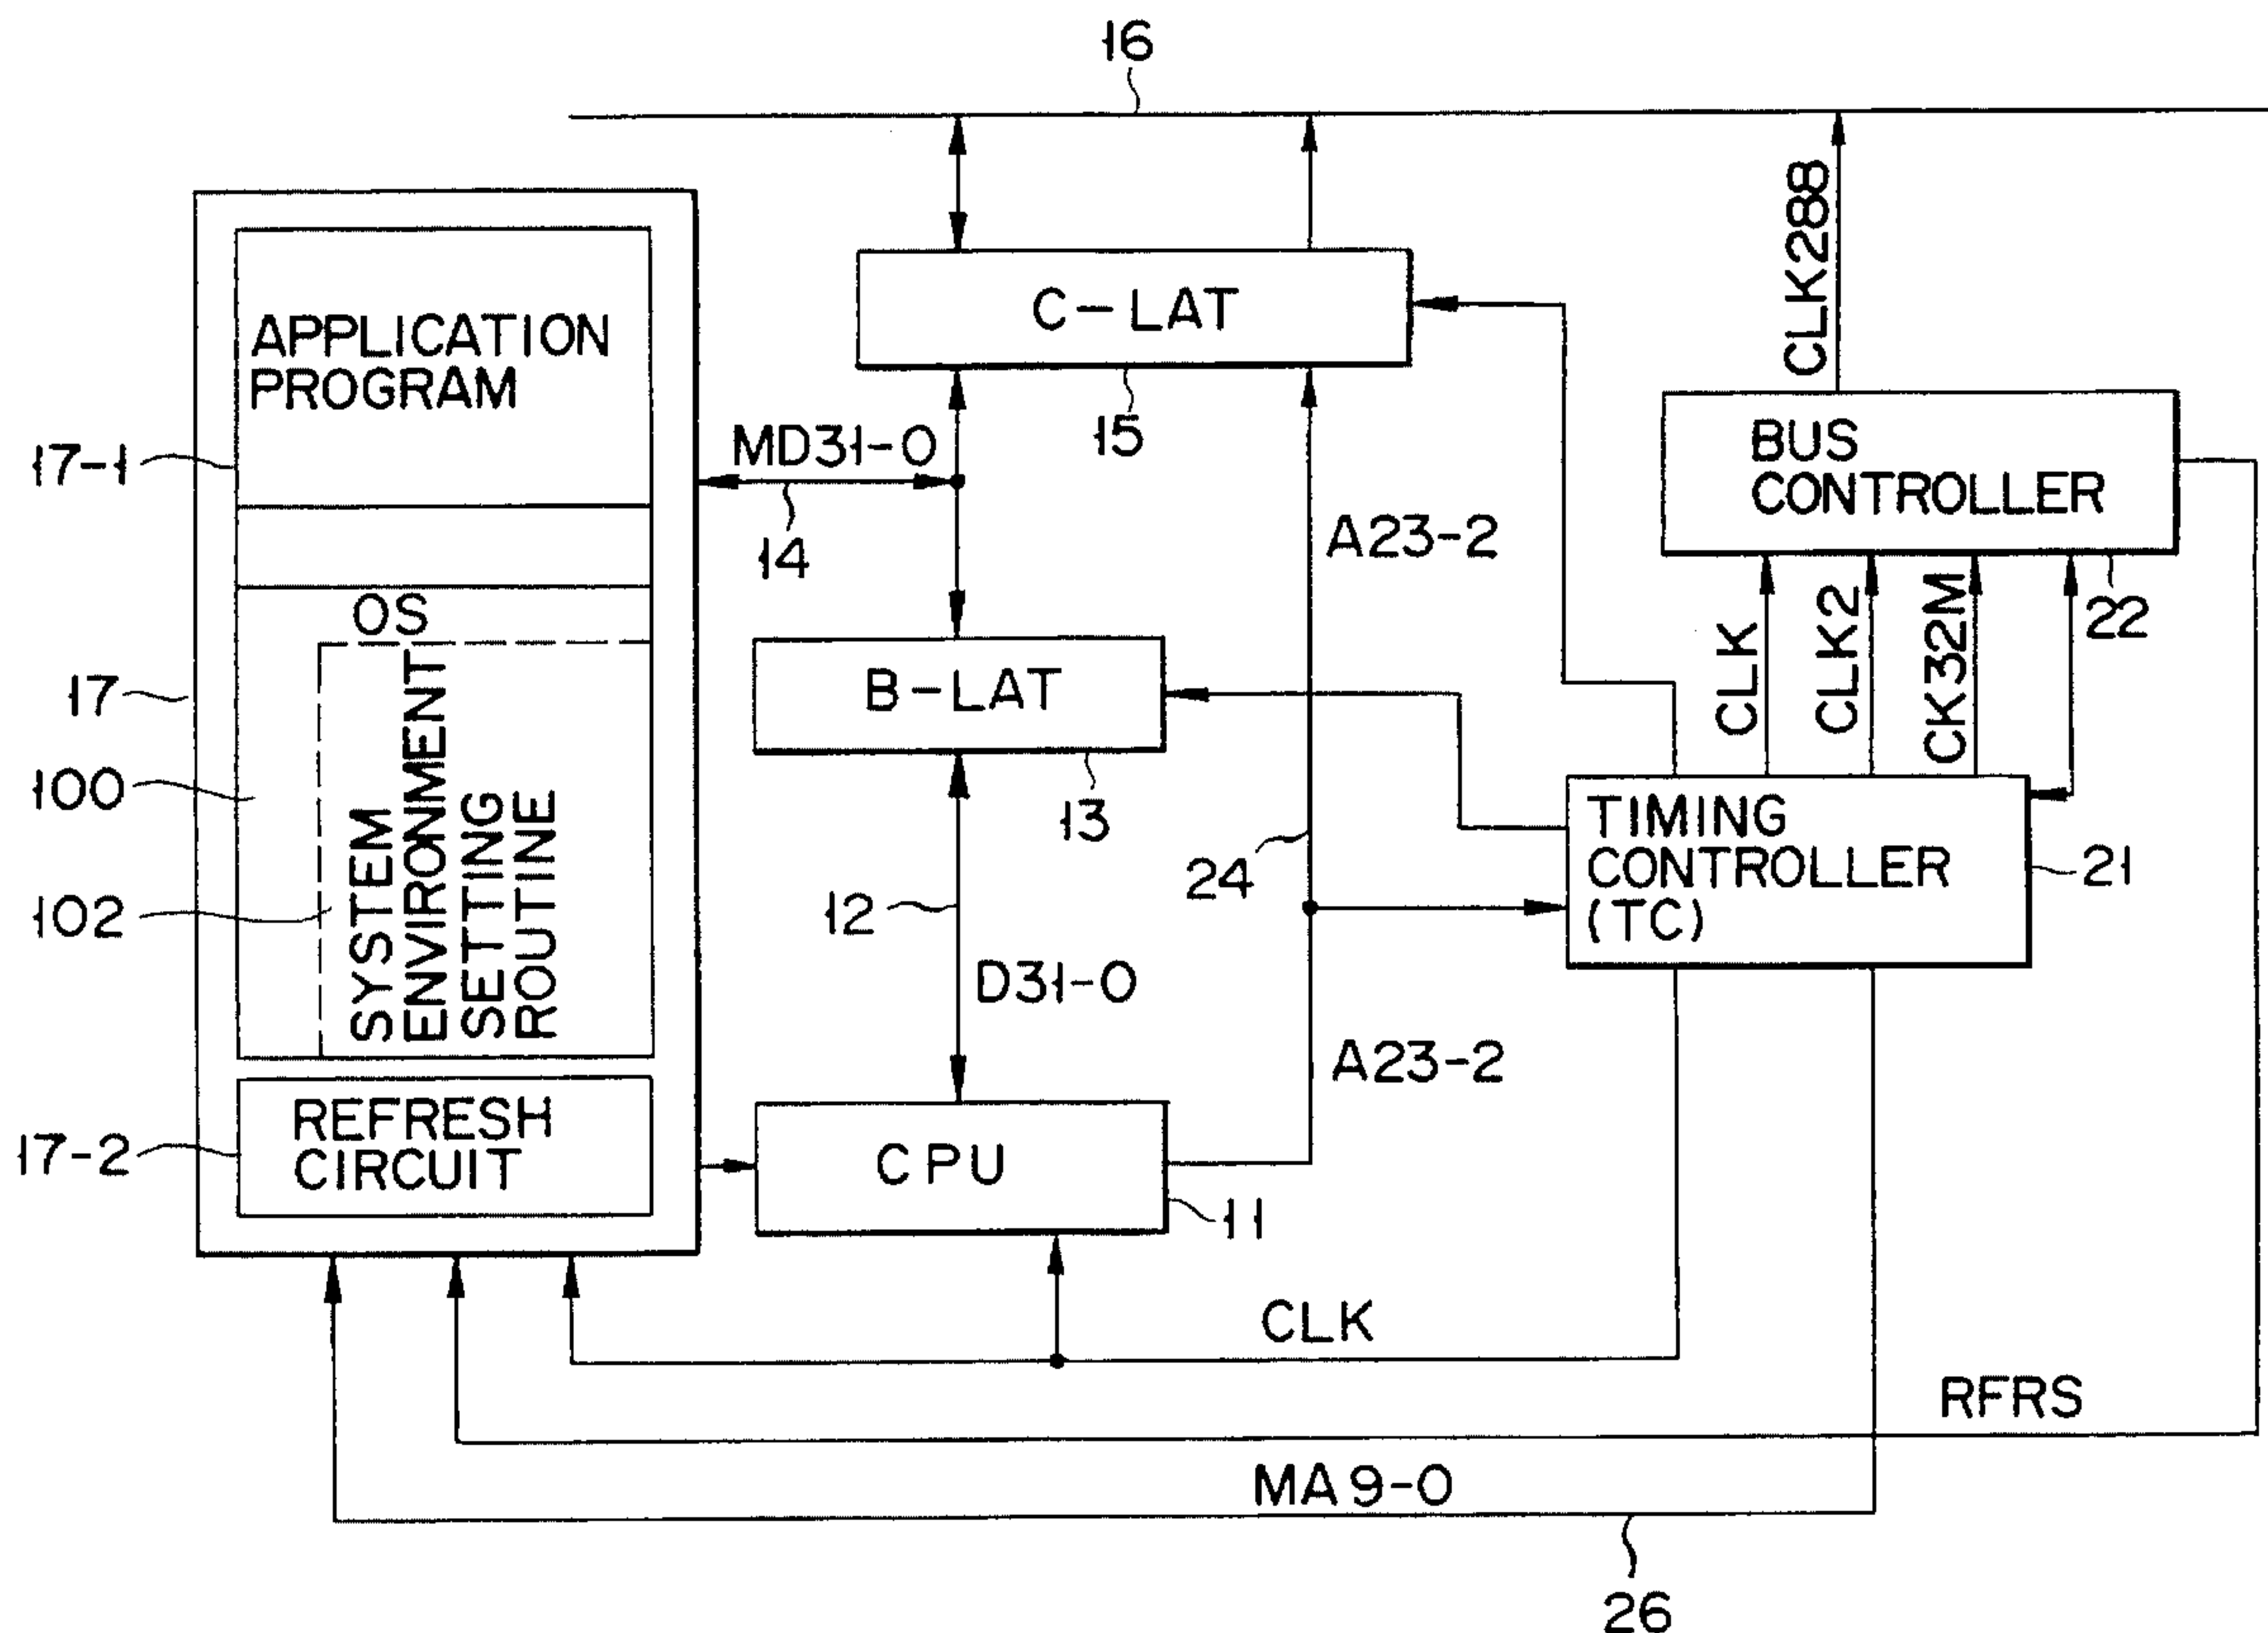 16
APPLICATION
PROGRAM
17-1
MD31-0
14
C-LAT
15
A23-2
CLK288
BUS
CONTROLLER
22
OS
SYSTEM
ENVIRONMENT
SETTING
ROUTINE
17
100
102
B-LAT
13
12
D31-0
24
CLK
CLK2
CK32M
TIMING
CONTROLLER
(TC)
21
A23-2
REFRESH
CIRCUIT
17-2
CPU
11
CLK
RFRS
MA9-0
26